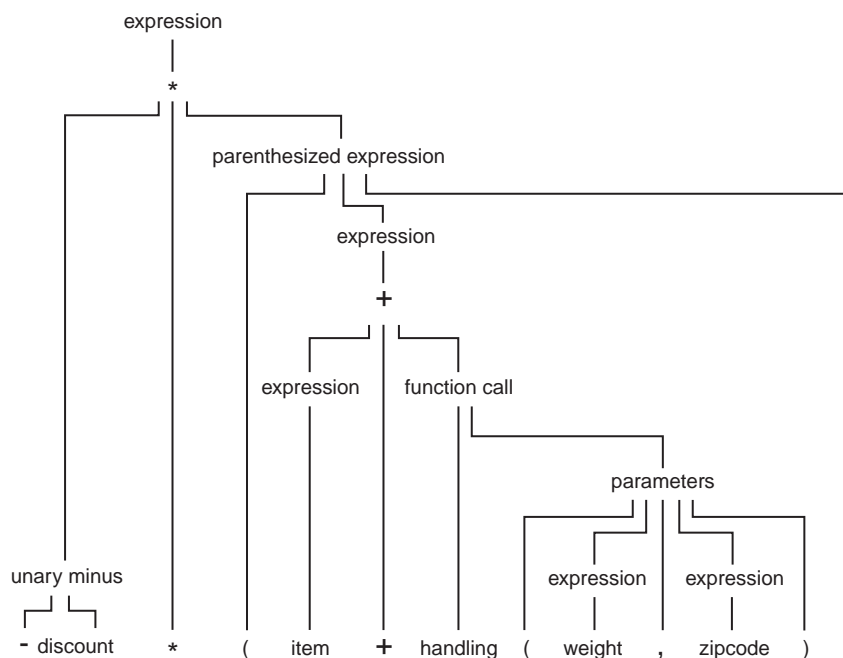 expression
*
parenthesized expression
expression
+
expression function call
parameters
unary minus expression expression
- discount * ( item + handling ( weight , zipcode )